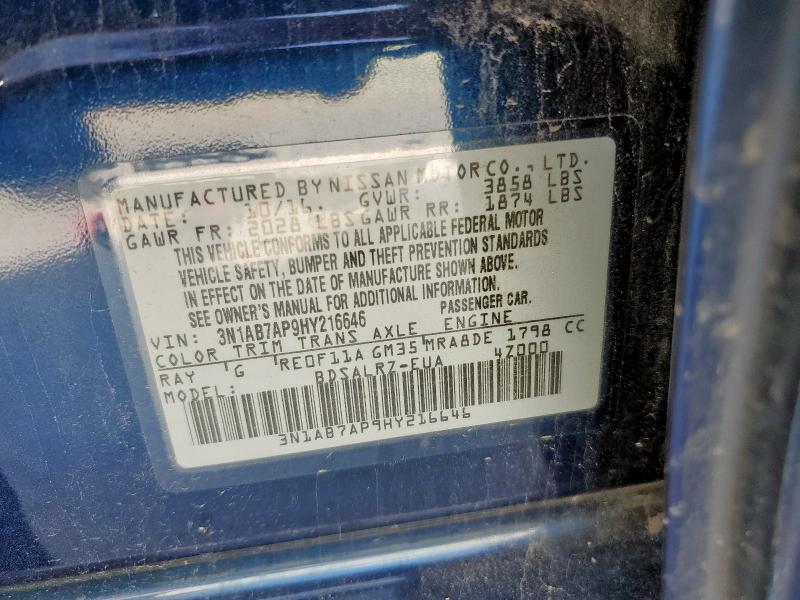 MANUFACTURED BY NISSAN MOTOR CO., LTD.
DATE: 10/16 GVWR: 3858 LBS
GAWR FR: 2028 LBS GAWR RR: 1874 LBS
THIS VEHICLE CONFORMS TO ALL APPLICABLE FEDERAL MOTOR
VEHICLE SAFETY, BUMPER AND THEFT PREVENTION STANDARDS
IN EFFECT ON THE DATE OF MANUFACTURE SHOWN ABOVE.
SEE OWNER'S MANUAL FOR ADDITIONAL INFORMATION.
VIN: 3N1AB7AP9HY216646 PASSENGER CAR.
COLOR TRIM TRANS AXLE ENGINE
RAY G RE0F11A GM35 MRA8DE 1798 CC
MODEL: BDSALR7-EUA 47000
3N1AB7AP9HY216646